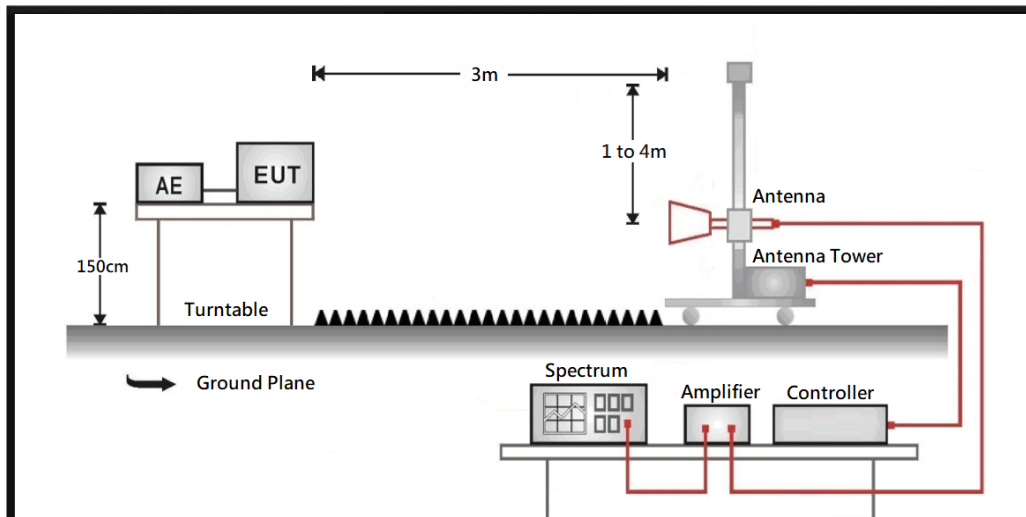 3m
1 to 4m
AE
EUT
Antenna
150cm
Antenna Tower
Turntable
Ground Plane
Spectrum
Amplifier
Controller